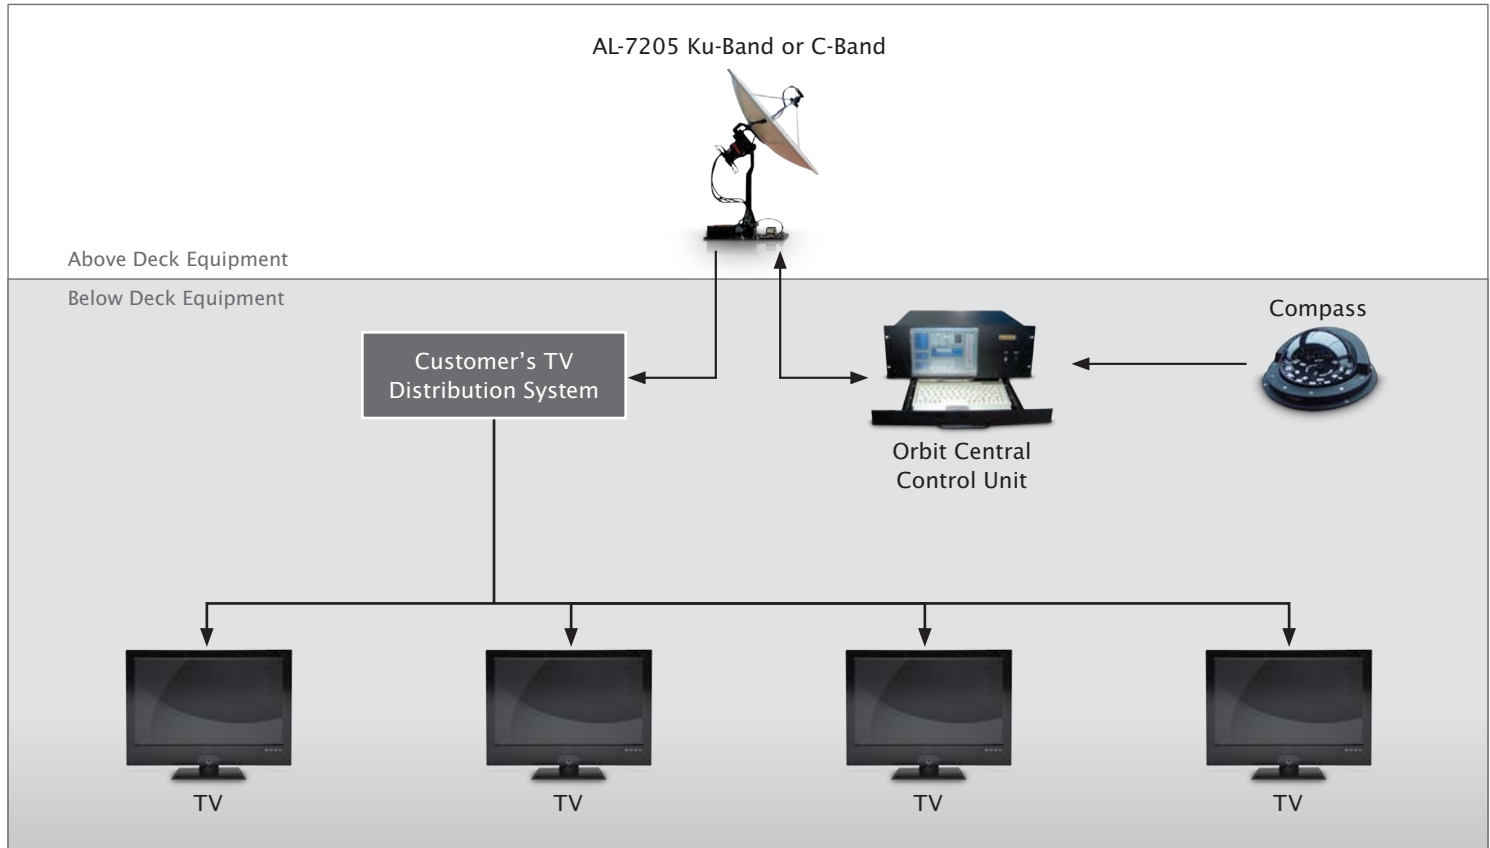 AL-7205 Ku-Band or C-Band
Above Deck Equipment
Below Deck Equipment
Customer’s TV
Distribution System
Compass
Orbit Central
Control Unit
TV
TV
TV
TV